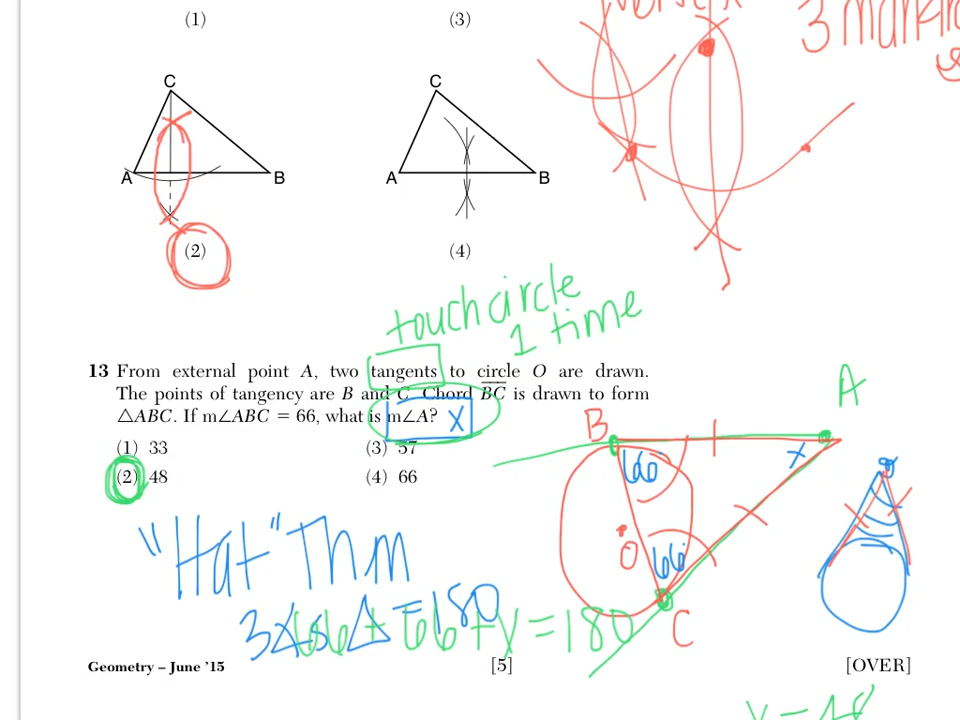 (1)
(3)
3 mark
C
C
A
B
A
B
(2)
(4)
touch circle
1 time
13 From external point A, two tangents to circle O are drawn.
The points of tangency are B and C. Chord BC is drawn to form
△ABC. If m∠ABC = 66, what is m∠A? x
(1) 33
(3) 57
(2) 48
(4) 66
A
B
x
66
O
66
C
"Hat" Thm
3 ∠s Δ = 180
66 + 66 + x = 180
Geometry – June '15
[5]
[OVER]